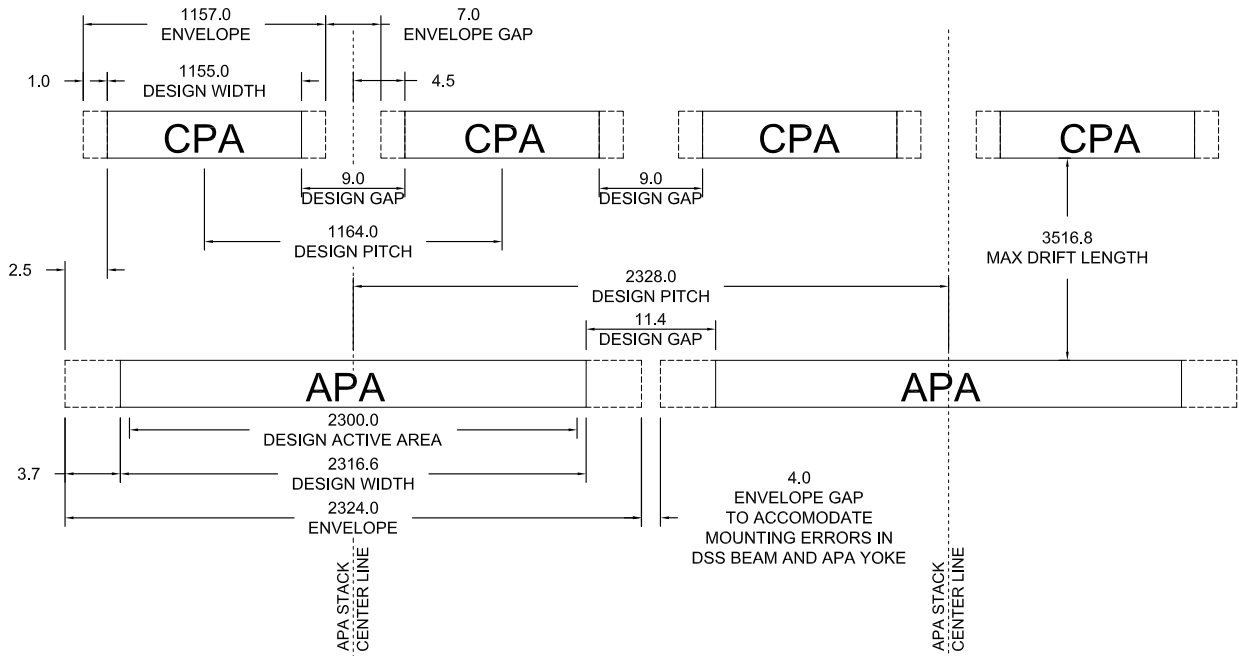 1157.0
ENVELOPE
7.0
ENVELOPE GAP
1.0
1155.0
DESIGN WIDTH
4.5
CPA
CPA
CPA
CPA
9.0
DESIGN GAP
9.0
DESIGN GAP
1164.0
DESIGN PITCH
3516.8
MAX DRIFT LENGTH
2.5
2328.0
DESIGN PITCH
11.4
DESIGN GAP
APA
APA
2300.0
DESIGN ACTIVE AREA
3.7
2316.6
DESIGN WIDTH
2324.0
ENVELOPE
4.0
ENVELOPE GAP
TO ACCOMODATE
MOUNTING ERRORS IN
DSS BEAM AND APA YOKE
APA STACK
CENTER LINE
APA STACK
CENTER LINE